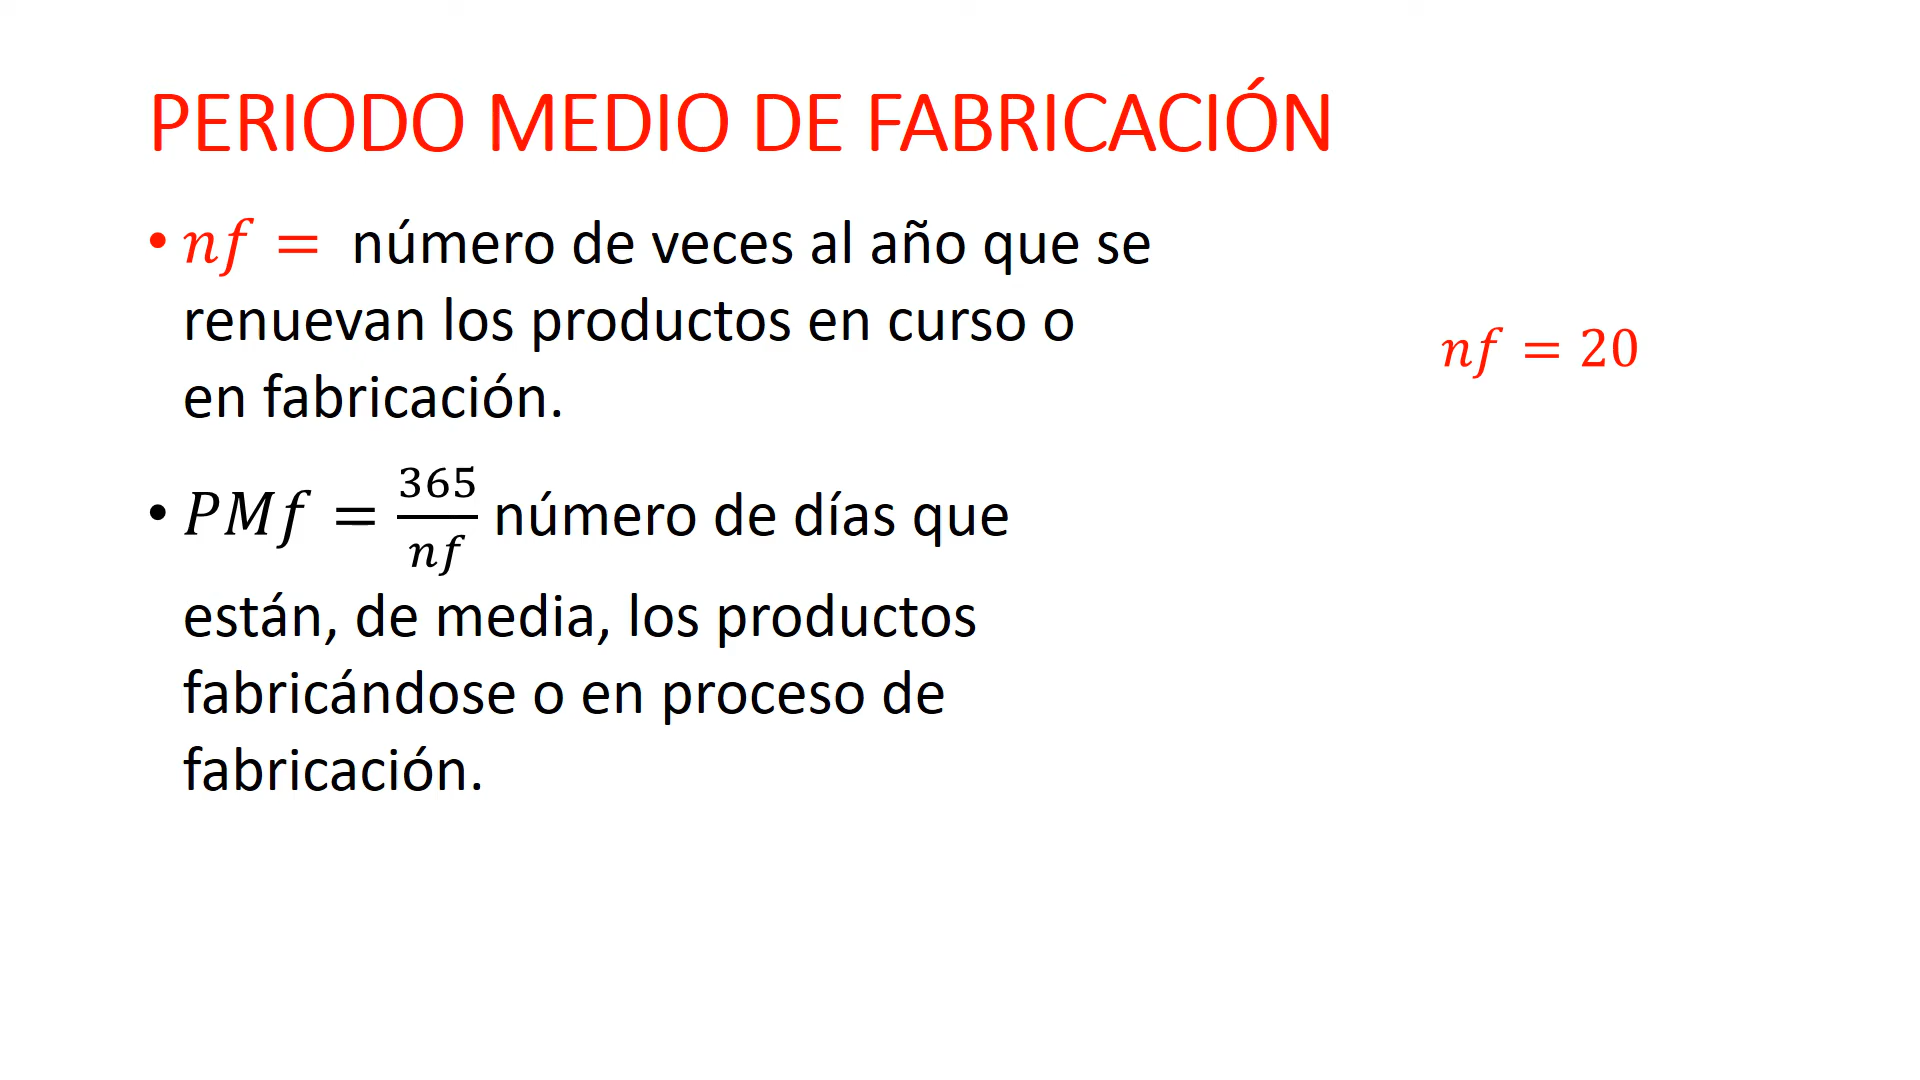 PERIODO MEDIO DE FABRICACIÓN
• nf = número de veces al año que se
renuevan los productos en curso o
en fabricación.
nf = 20
• PMf = 365/nf número de días que
están, de media, los productos
fabricándose o en proceso de
fabricación.